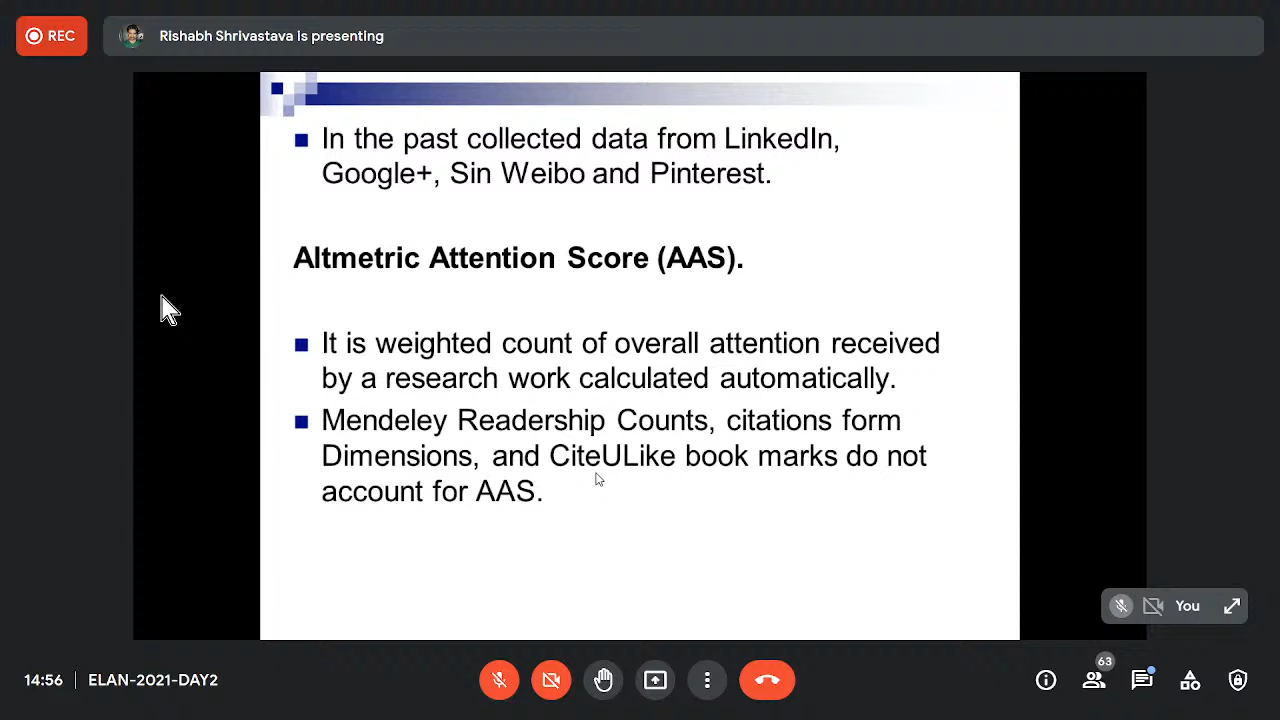 REC
Rishabh Shrivastava is presenting
In the past collected data from LinkedIn,
Google+, Sin Weibo and Pinterest.
Altmetric Attention Score (AAS).
It is weighted count of overall attention received
by a research work calculated automatically.
Mendeley Readership Counts, citations form
Dimensions, and CiteULike book marks do not
account for AAS.
You
14:56 | ELAN-2021-DAY2
63